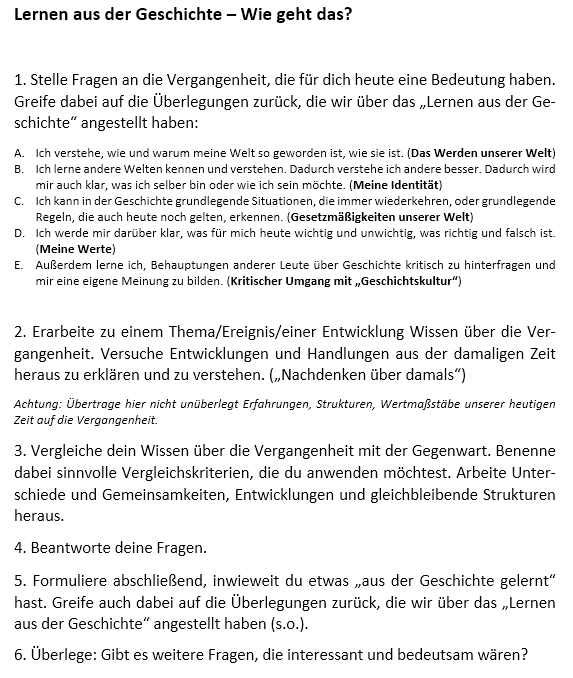 Lernen aus der Geschichte – Wie geht das?
1. Stelle Fragen an die Vergangenheit, die für dich heute eine Bedeutung haben.
Greife dabei auf die Überlegungen zurück, die wir über das „Lernen aus der Ge-
schichte“ angestellt haben:
A. Ich verstehe, wie und warum meine Welt so geworden ist, wie sie ist. (Das Werden unserer Welt)
B. Ich lerne andere Welten kennen und verstehen. Dadurch verstehe ich andere besser. Dadurch wird
mir auch klar, was ich selber bin oder wie ich sein möchte. (Meine Identität)
C. Ich kann in der Geschichte grundlegende Situationen, die immer wiederkehren, oder grundlegende
Regeln, die auch heute noch gelten, erkennen. (Gesetzmäßigkeiten unserer Welt)
D. Ich werde mir darüber klar, was für mich heute wichtig und unwichtig, was richtig und falsch ist.
(Meine Werte)
E. Außerdem lerne ich, Behauptungen anderer Leute über Geschichte kritisch zu hinterfragen und
mir eine eigene Meinung zu bilden. (Kritischer Umgang mit „Geschichtskultur“)
2. Erarbeite zu einem Thema/Ereignis/einer Entwicklung Wissen über die Ver-
gangenheit. Versuche Entwicklungen und Handlungen aus der damaligen Zeit
heraus zu erklären und zu verstehen. („Nachdenken über damals“)
Achtung: Übertrage hier nicht unüberlegt Erfahrungen, Strukturen, Wertmaßstäbe unserer heutigen
Zeit auf die Vergangenheit.
3. Vergleiche dein Wissen über die Vergangenheit mit der Gegenwart. Benenne
dabei sinnvolle Vergleichskriterien, die du anwenden möchtest. Arbeite Unter-
schiede und Gemeinsamkeiten, Entwicklungen und gleichbleibende Strukturen
heraus.
4. Beantworte deine Fragen.
5. Formuliere abschließend, inwieweit du etwas „aus der Geschichte gelernt“
hast. Greife auch dabei auf die Überlegungen zurück, die wir über das „Lernen
aus der Geschichte“ angestellt haben (s.o.).
6. Überlege: Gibt es weitere Fragen, die interessant und bedeutsam wären?